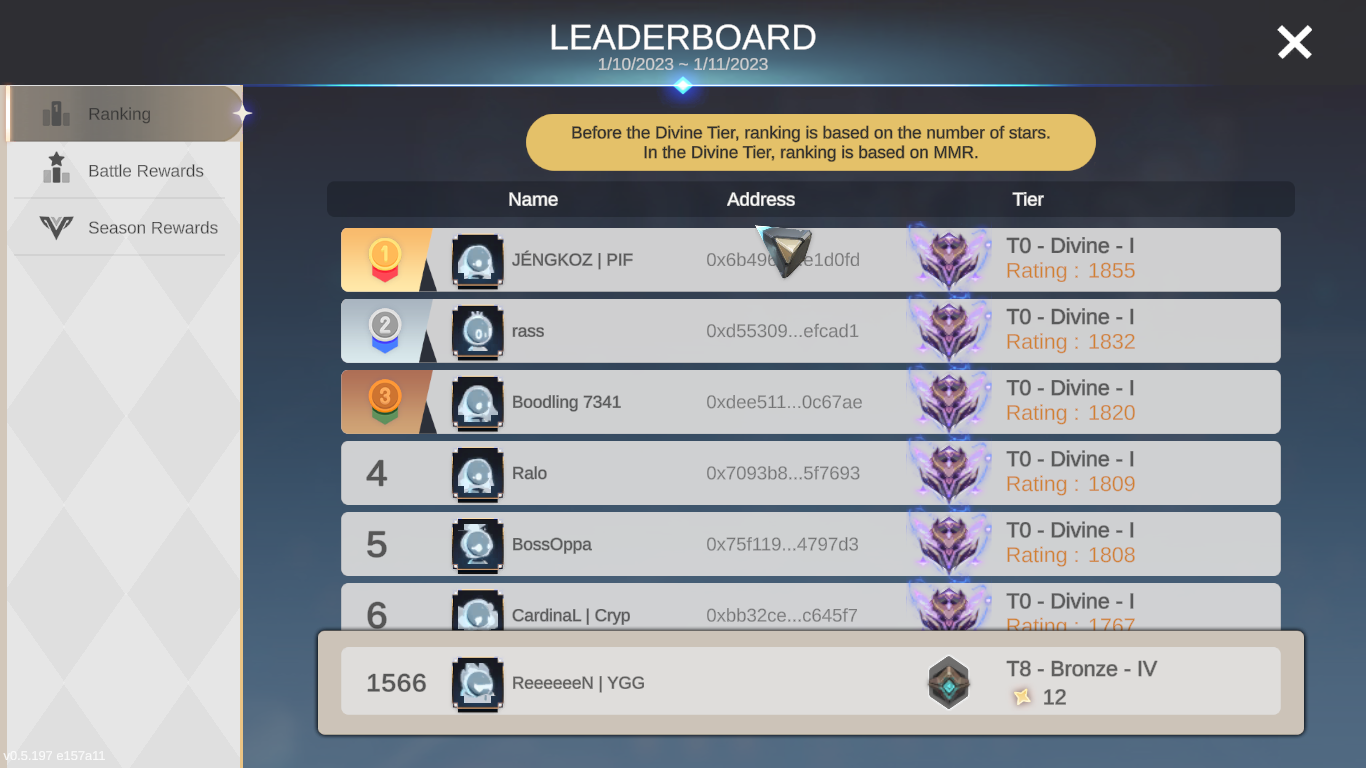 LEADERBOARD
1/10/2023 ~ 1/11/2023
Ranking
Battle Rewards
Season Rewards
Before the Divine Tier, ranking is based on the number of stars.
In the Divine Tier, ranking is based on MMR.
Name Address Tier
1 JÉNGKOZ | PIF T0 - Divine - I
Rating : 1855
2 rass 0xd55309...efcad1 T0 - Divine - I
Rating : 1832
3 Boodling 7341 0xdee511...0c67ae T0 - Divine - I
Rating : 1820
4 Ralo 0x7093b8...5f7693 T0 - Divine - I
Rating : 1809
5 BossOppa 0x75f119...4797d3 T0 - Divine - I
Rating : 1808
6 CardinaL | Cryp 0xbb32ce...c645f7 T0 - Divine - I
Rating : 1767
1566 ReeeeeeN | YGG T8 - Bronze - IV
12
v0.5.197 e157a11